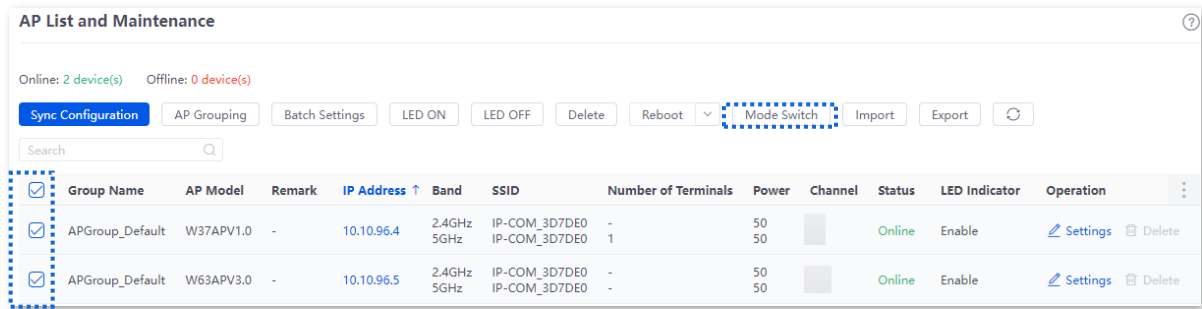 AP List and Maintenance
Online: 2 device(s) Offline: 0 device(s)
Sync Configuration AP Grouping Batch Settings LED ON LED OFF Delete Reboot Mode Switch Import Export
Search
Group Name AP Model Remark IP Address ↑ Band SSID Number of Terminals Power Channel Status LED Indicator Operation
APGroup_Default W37APV1.0 - 10.10.96.4 2.4GHz IP-COM_3D7DE0 - 50 Online Enable Settings Delete
5GHz IP-COM_3D7DE0 1 50
APGroup_Default W63APV3.0 - 10.10.96.5 2.4GHz IP-COM_3D7DE0 - 50 Online Enable Settings Delete
5GHz IP-COM_3D7DE0 - 50